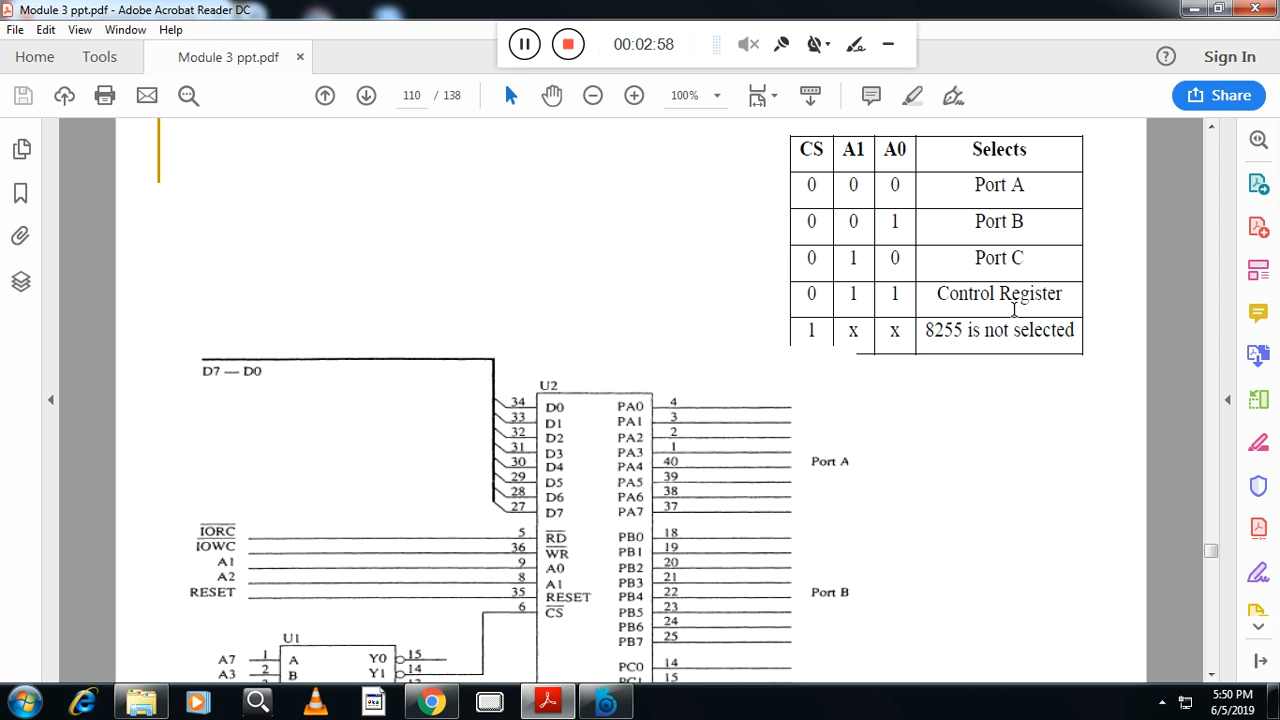 Module 3 ppt.pdf - Adobe Acrobat Reader DC
File Edit View Window Help
00:02:58
Home Tools Module 3 ppt.pdf × Sign In
110 / 138 100% Share
CS A1 A0 Selects
0 0 0 Port A
0 0 1 Port B
0 1 0 Port C
0 1 1 Control Register
1 x x 8255 is not selected
D7 — D0
U2
34 D0 PA0 4
33 D1 PA1 3
32 D2 PA2 2
31 D3 PA3 1
30 D4 PA4 40 Port A
29 D5 PA5 39
28 D6 PA6 38
27 D7 PA7 37
IORC 5 RD PB0 18
IOWC 36 WR PB1 19
A1 9 A0 PB2 20
A2 8 A1 PB3 21
RESET 35 RESET PB4 22 Port B
6 CS PB5 23
PB6 24
PB7 25
U1
A7 1 A Y0 15 PC0 14
A3 2 B Y1 14 PC1 15
5:50 PM
6/5/2019